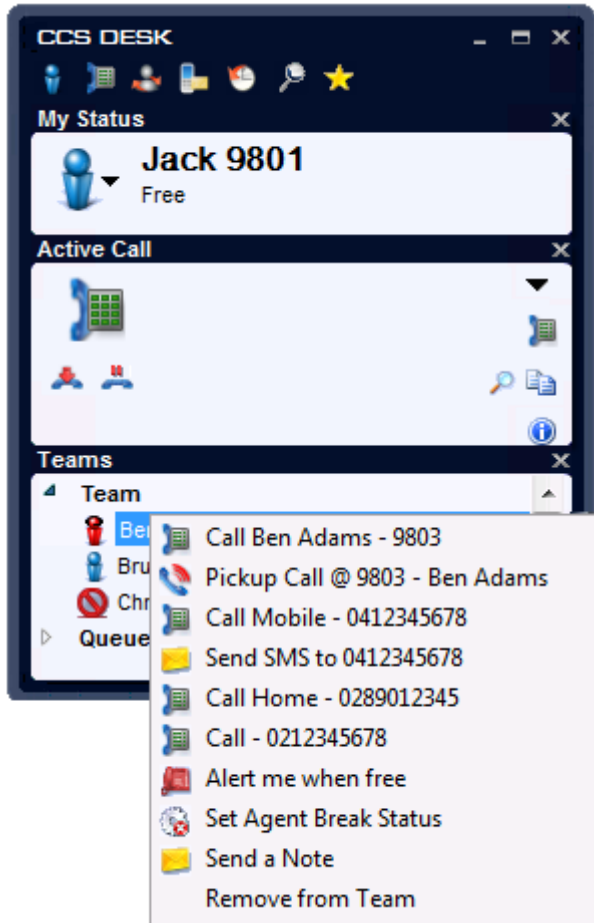 CCS DESK
My Status
Jack 9801
Free
Active Call
Teams
Team
Call Ben Adams - 9803
Pickup Call @ 9803 - Ben Adams
Call Mobile - 0412345678
Send SMS to 0412345678
Call Home - 0289012345
Queue
Call - 0212345678
Alert me when free
Set Agent Break Status
Send a Note
Remove from Team